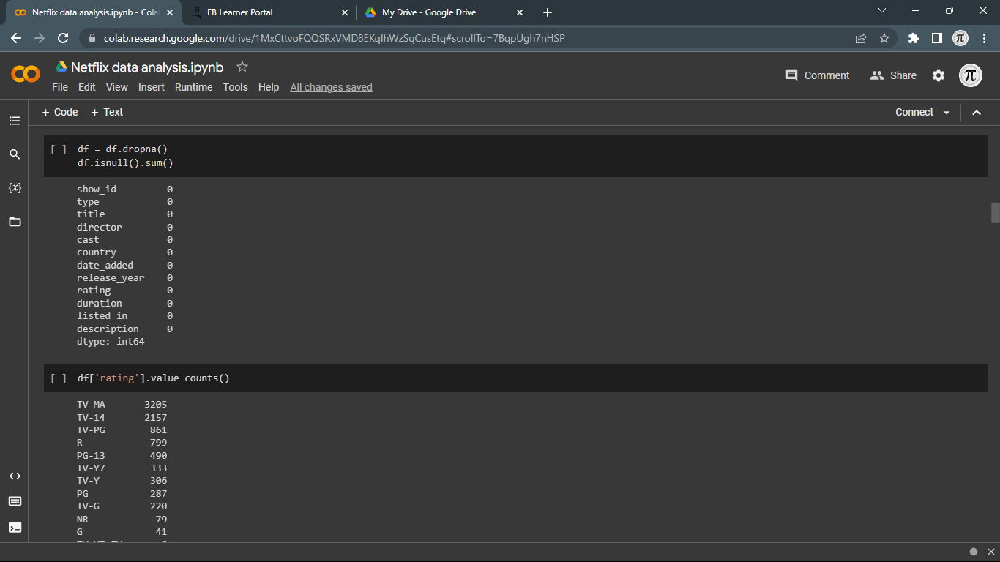 Netflix data analysis.ipynb - Cola
EB Learner Portal
My Drive - Google Drive
colab.research.google.com/drive/1MxCttvoFQQSRxVMD8EKqIhWzSqCusEtq#scrollTo=7BqpUgh7nHSP
Netflix data analysis.ipynb
Comment Share
File Edit View Insert Runtime Tools Help All changes saved
+ Code + Text Connect
[ ] df = df.dropna()
df.isnull().sum()
show_id 0
type 0
title 0
director 0
cast 0
country 0
date_added 0
release_year 0
rating 0
duration 0
listed_in 0
description 0
dtype: int64
[ ] df['rating'].value_counts()
TV-MA 3205
TV-14 2157
TV-PG 861
R 799
PG-13 490
TV-Y7 333
TV-Y 306
PG 287
TV-G 220
NR 79
G 41